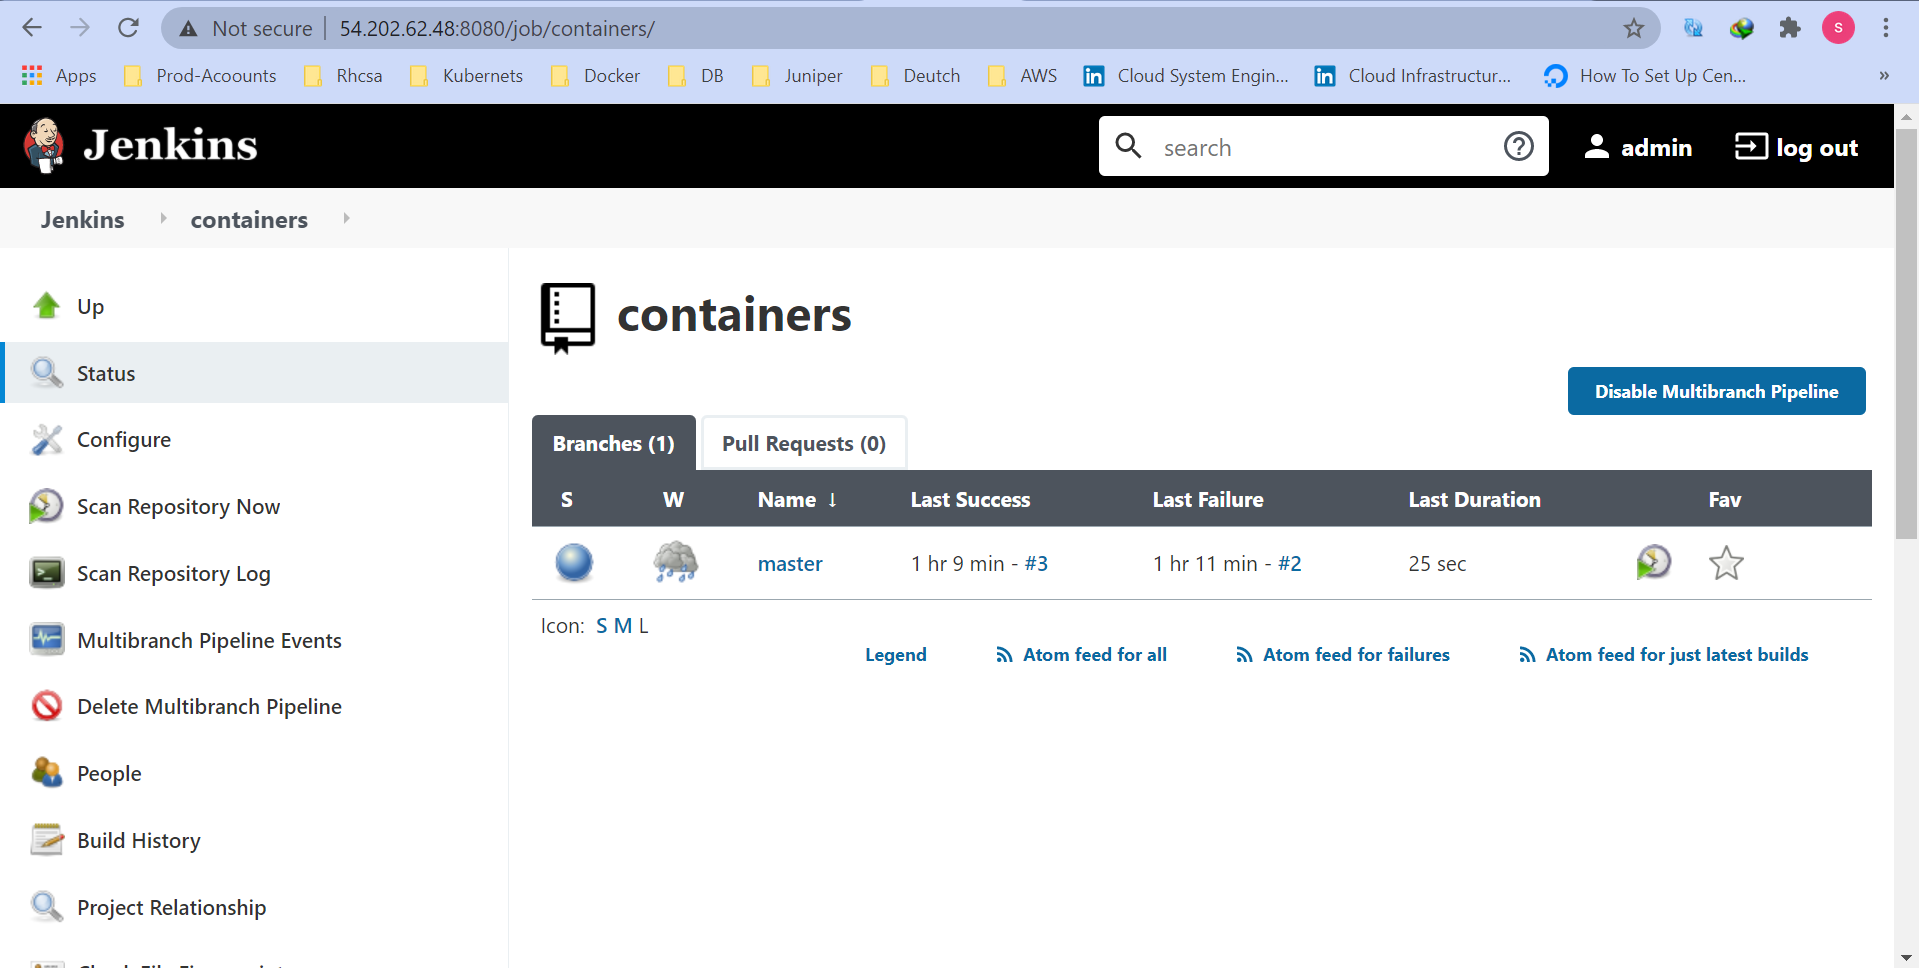 Not secure 54.202.62.48:8080/job/containers/ S
Apps Prod-Acoounts Rhcsa Kubernets Docker DB Juniper Deutch AWS Cloud System Engin... Cloud Infrastructur... How To Set Up Cen... »
Jenkins search admin log out
Jenkins containers
Up
Status
Configure
Scan Repository Now
Scan Repository Log
Multibranch Pipeline Events
Delete Multibranch Pipeline
People
Build History
Project Relationship
containers
Disable Multibranch Pipeline
Branches (1) Pull Requests (0)
S W Name ↓ Last Success Last Failure Last Duration Fav
master 1 hr 9 min - #3 1 hr 11 min - #2 25 sec
Icon: S M L
Legend Atom feed for all Atom feed for failures Atom feed for just latest builds